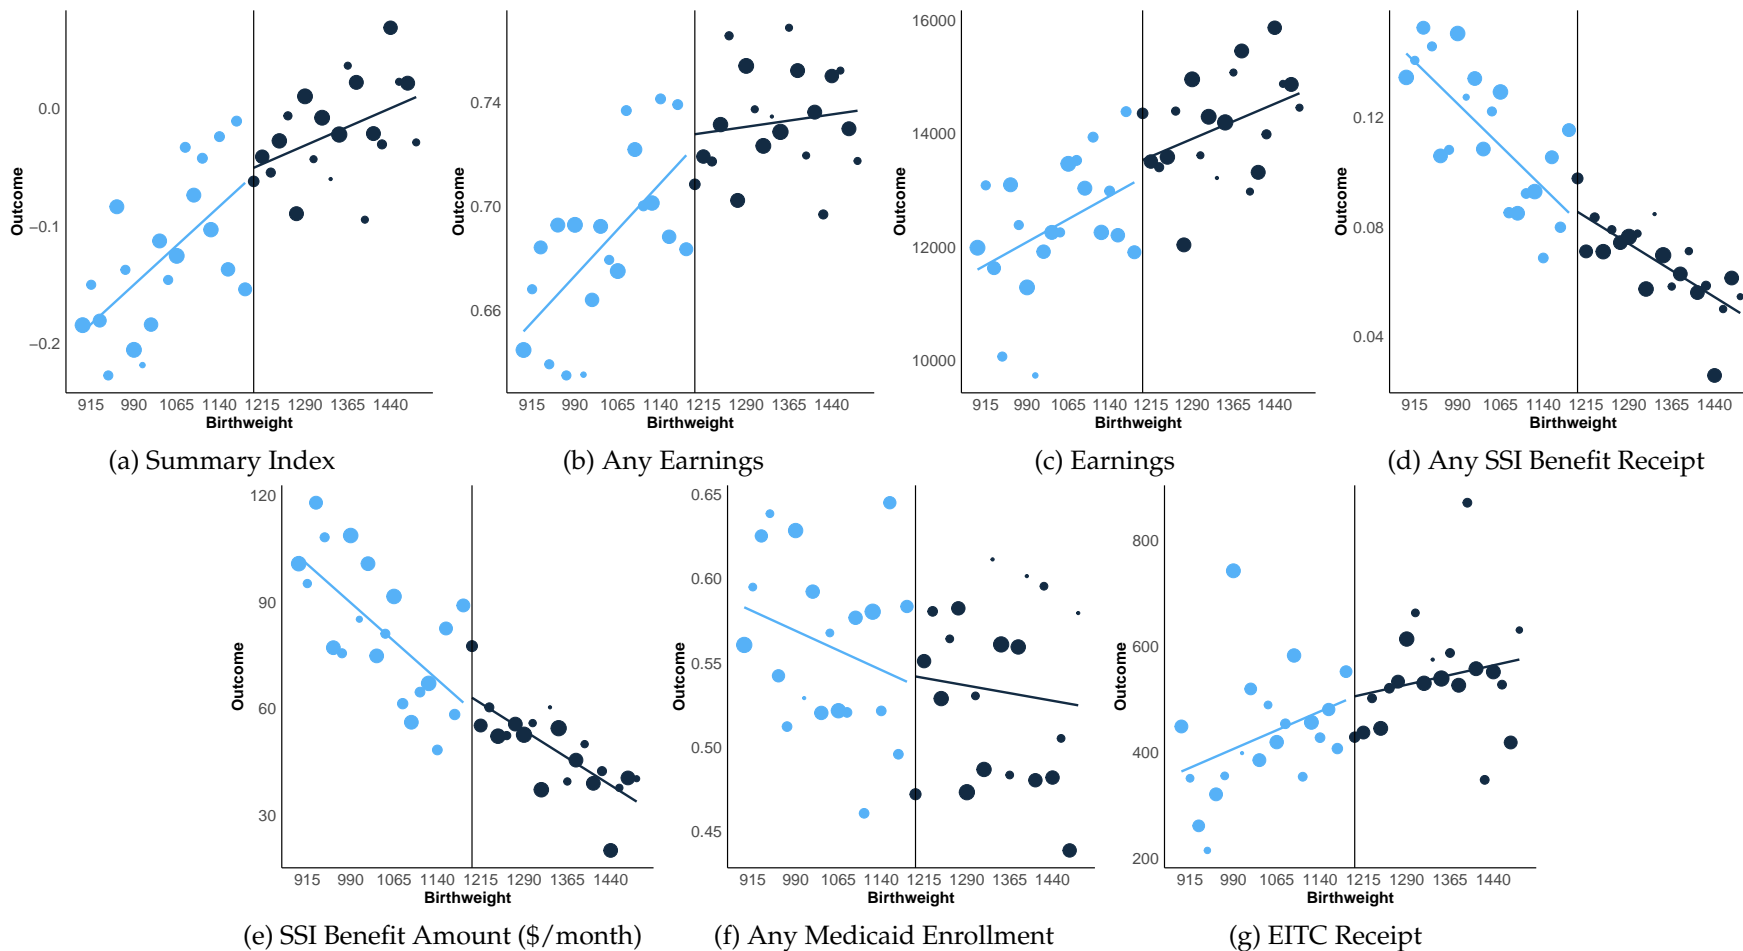 0.0
−0.1
−0.2
Outcome
915 990 1065 1140 1215 1290 1365 1440
Birthweight
(a) Summary Index
0.74
0.70
0.66
Outcome
915 990 1065 1140 1215 1290 1365 1440
Birthweight
(b) Any Earnings
16000
14000
12000
10000
Outcome
915 990 1065 1140 1215 1290 1365 1440
Birthweight
(c) Earnings
0.12
0.08
0.04
Outcome
915 990 1065 1140 1215 1290 1365 1440
Birthweight
(d) Any SSI Benefit Receipt
120
90
60
30
Outcome
915 990 1065 1140 1215 1290 1365 1440
Birthweight
(e) SSI Benefit Amount ($/month)
0.65
0.60
0.55
0.50
0.45
Outcome
915 990 1065 1140 1215 1290 1365 1440
Birthweight
(f) Any Medicaid Enrollment
800
600
400
200
Outcome
915 990 1065 1140 1215 1290 1365 1440
Birthweight
(g) EITC Receipt